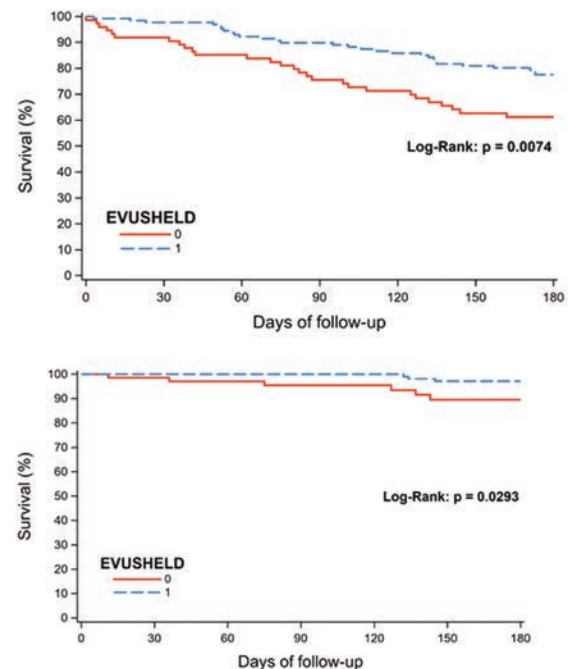 100
90
80
70
60
50
40
30
20
10
0
Survival (%)
Log-Rank: p = 0.0074
EVUSHELD
0
1
0 30 60 90 120 150 180
Days of follow-up
100
90
80
70
60
50
40
30
20
10
0
Survival (%)
Log-Rank: p = 0.0293
EVUSHELD
0
1
0 30 60 90 120 150 180
Days of follow-up